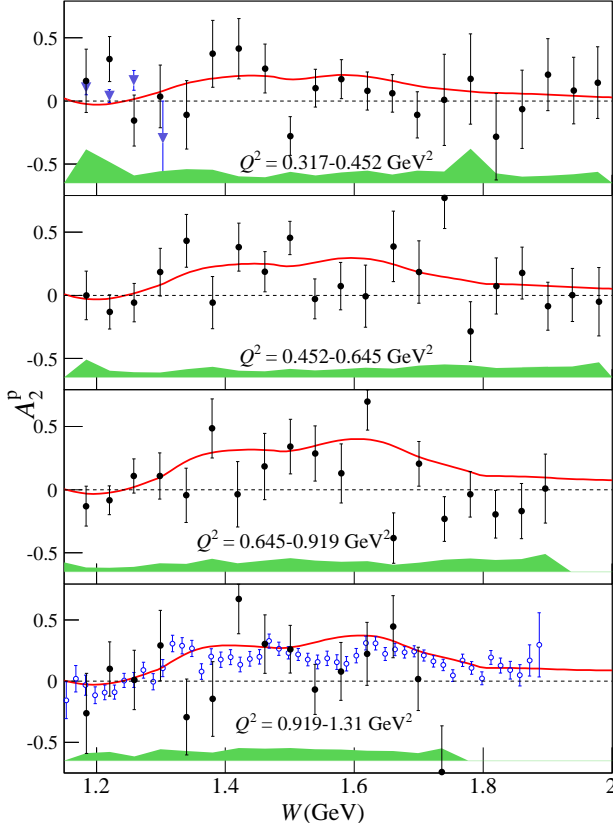 0.5
0
-0.5
Q² = 0.317-0.452 GeV²
0.5
0
-0.5
Q² = 0.452-0.645 GeV²
A₂ᵖ
0.5
0
-0.5
Q² = 0.645-0.919 GeV²
0.5
0
-0.5
Q² = 0.919-1.31 GeV²
1.2 1.4 1.6 1.8 2
W(GeV)